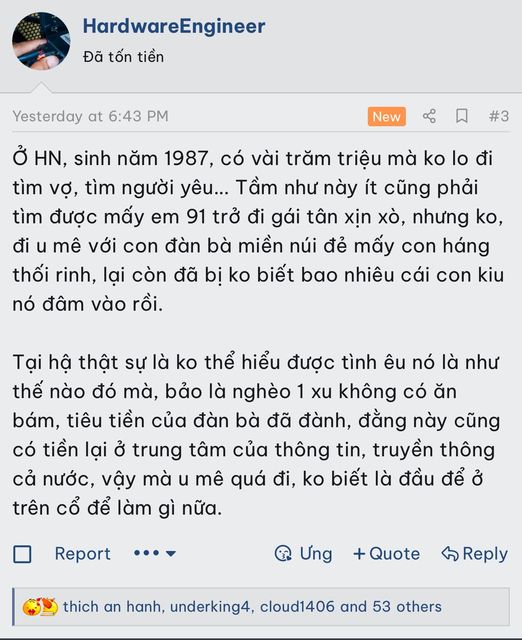 HardwareEngineer
Đã tốn tiền
Yesterday at 6:43 PM
New
#3
Ở HN, sinh năm 1987, có vài trăm triệu mà ko lo đi
tìm vợ, tìm người yêu... Tầm như này ít cũng phải
tìm được mấy em 91 trở đi gái tân xịn xò, nhưng ko,
đi u mê với con đàn bà miền núi đẻ mấy con háng
thối rinh, lại còn đã bị ko biết bao nhiêu cái con kiu
nó đâm vào rồi.
Tại hạ thật sự là ko thể hiểu được tình êu nó là như
thế nào đó mà, bảo là nghèo 1 xu không có ăn
bám, tiêu tiền của đàn bà đã đành, đằng này cũng
có tiền lại ở trung tâm của thông tin, truyền thông
cả nước, vậy mà u mê quá đi, ko biết là đầu để ở
trên cổ để làm gì nữa.
Report
Ưng
+Quote
Reply
thich an hanh, underking4, cloud1406 and 53 others